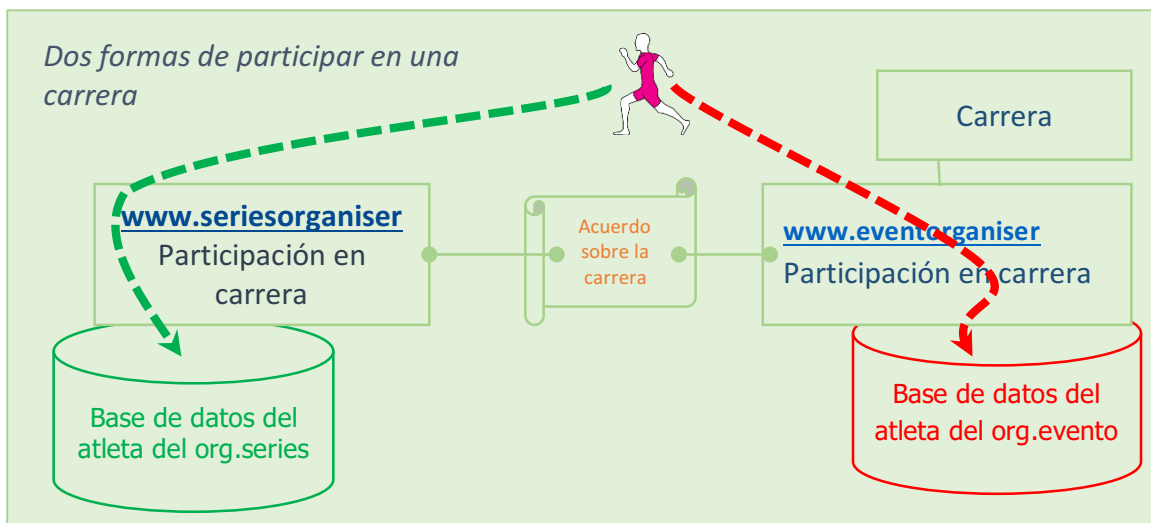 Dos formas de participar en una
carrera
Carrera
www.seriesorganiser
Participación en
carrera
Acuerdo
sobre la
carrera
www.eventorganiser
Participación en carrera
Base de datos del
atleta del org.series
Base de datos del
atleta del org.evento